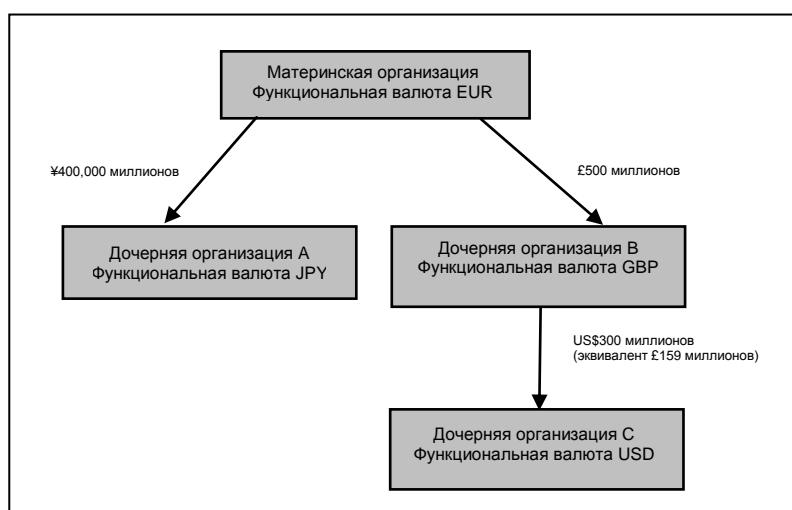 Материнская организация
Функциональная валюта EUR
¥400,000 миллионов
£500 миллионов
Дочерняя организация A
Функциональная валюта JPY
Дочерняя организация B
Функциональная валюта GBP
US$300 миллионов
(эквивалент £159 миллионов)
Дочерняя организация C
Функциональная валюта USD